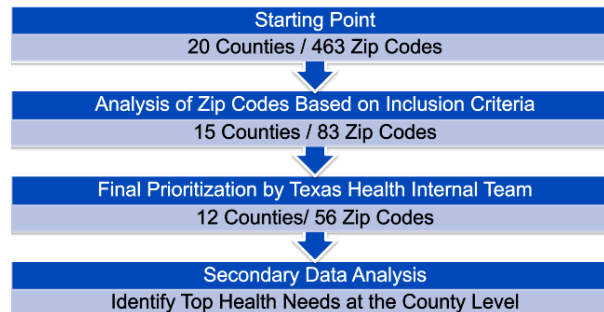 Starting Point
20 Counties / 463 Zip Codes
Analysis of Zip Codes Based on Inclusion Criteria
15 Counties / 83 Zip Codes
Final Prioritization by Texas Health Internal Team
12 Counties/ 56 Zip Codes
Secondary Data Analysis
Identify Top Health Needs at the County Level